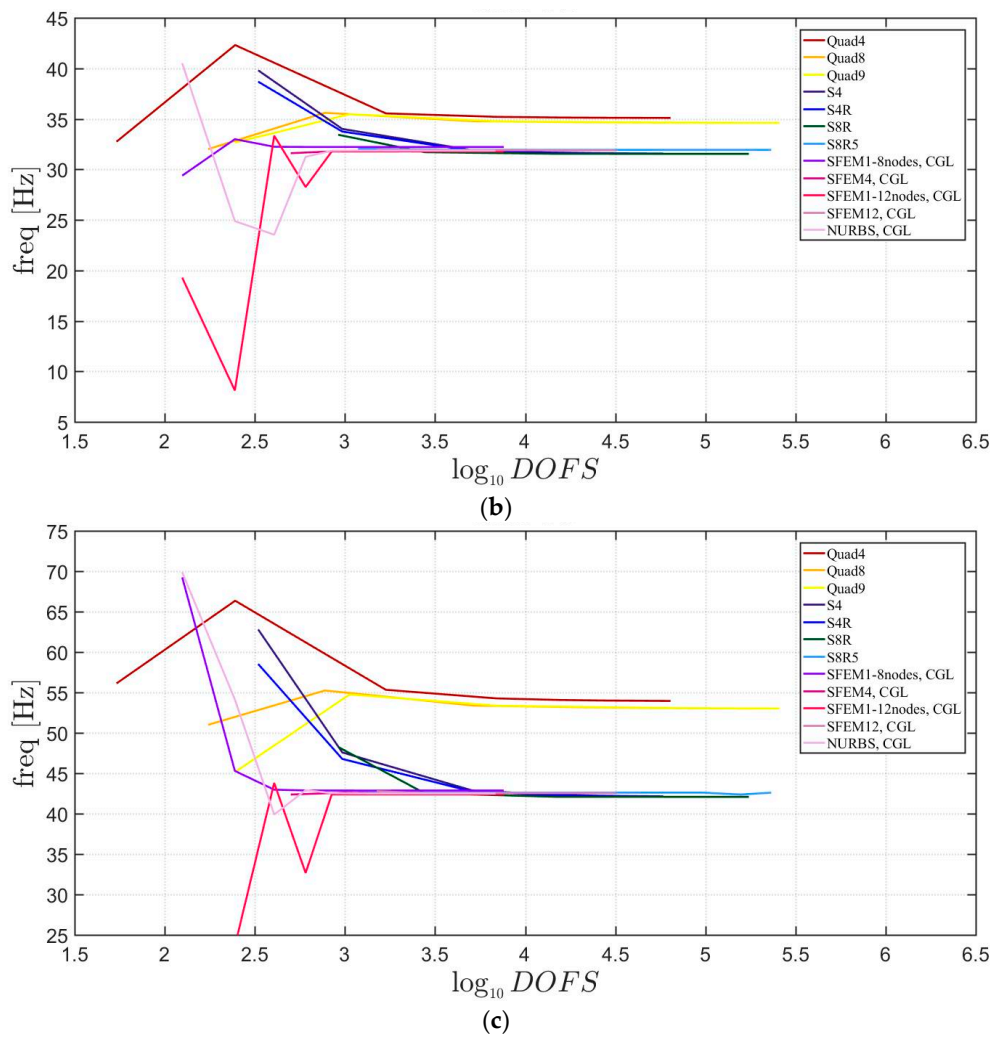 45
40
35
30
25
20
15
10
5
freq [Hz]
Quad4
Quad8
Quad9
S4
S4R
S8R
S8R5
SFEM1-8nodes, CGL
SFEM4, CGL
SFEM1-12nodes, CGL
SFEM12, CGL
NURBS, CGL
1.5 2 2.5 3 3.5 4 4.5 5 5.5 6 6.5
log₁₀ DOFS
(b)
75
70
65
60
55
50
45
40
35
30
25
freq [Hz]
Quad4
Quad8
Quad9
S4
S4R
S8R
S8R5
SFEM1-8nodes, CGL
SFEM4, CGL
SFEM1-12nodes, CGL
SFEM12, CGL
NURBS, CGL
1.5 2 2.5 3 3.5 4 4.5 5 5.5 6 6.5
log₁₀ DOFS
(c)